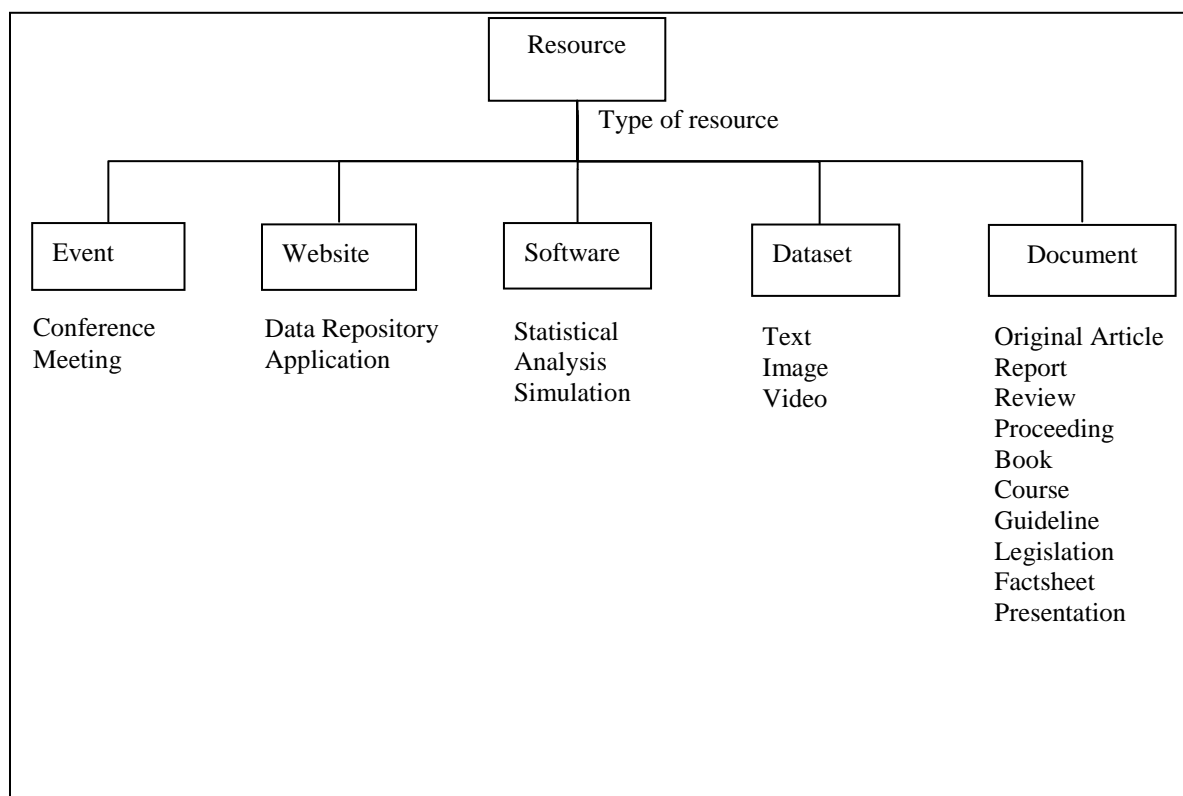 Resource
Type of resource
Event
Website
Software
Dataset
Document
Conference
Meeting
Data Repository
Application
Statistical
Analysis
Simulation
Text
Image
Video
Original Article
Report
Review
Proceeding
Book
Course
Guideline
Legislation
Factsheet
Presentation